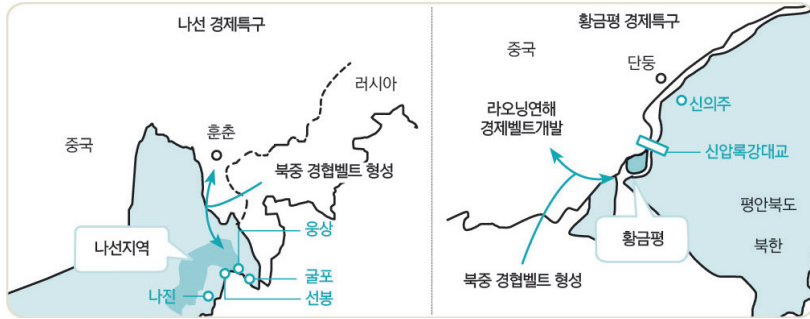 나선 경제특구
러시아
중국
훈춘
북중 경협벨트 형성
나선지역
웅상
굴포
선봉
나진
황금평 경제특구
중국
단둥
신의주
랴오닝연해
경제벨트개발
신압록강대교
평안북도
황금평
북한
북중 경협벨트 형성